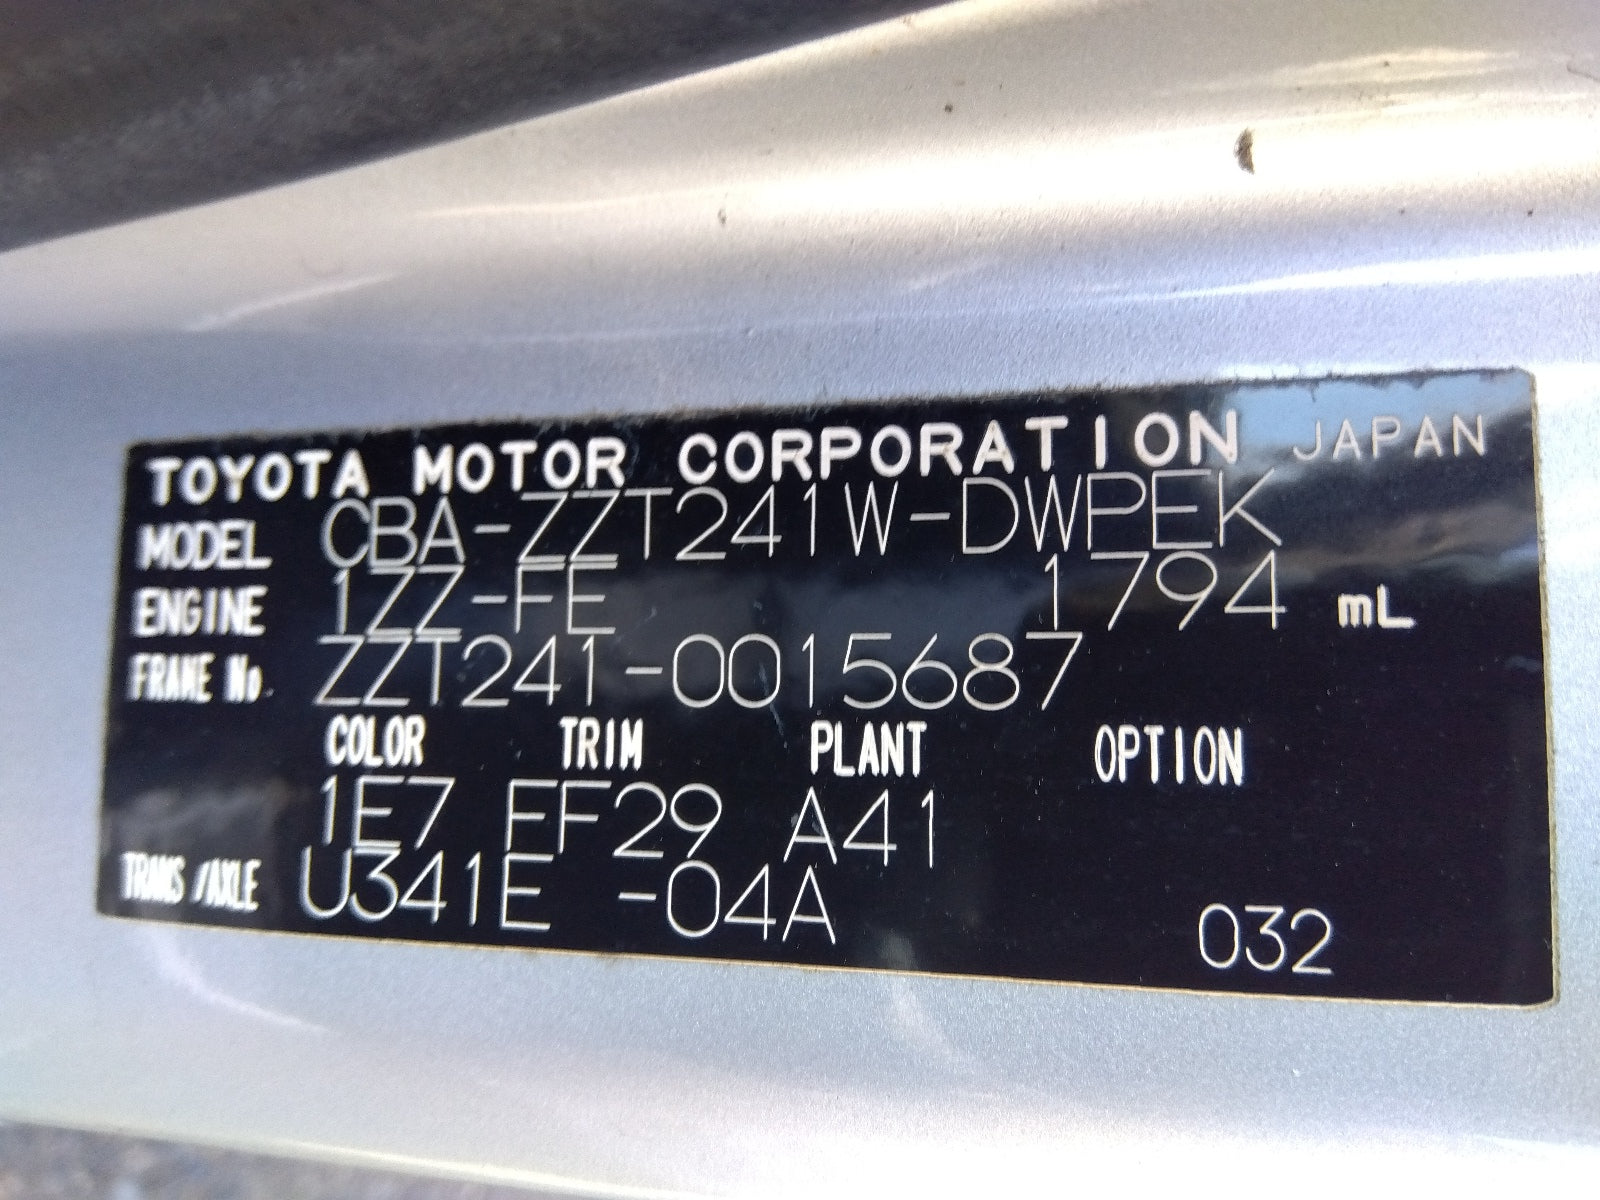 TOYOTA MOTOR CORPORATION JAPAN
MODEL CBA-ZZT241W-DWPEK
ENGINE 1ZZ-FE 1794 mL
FRAME No. ZZT241-0015687
COLOR TRIM PLANT OPTION
1E7 FF29 A41
TRANS/AXLE U341E -04A
032